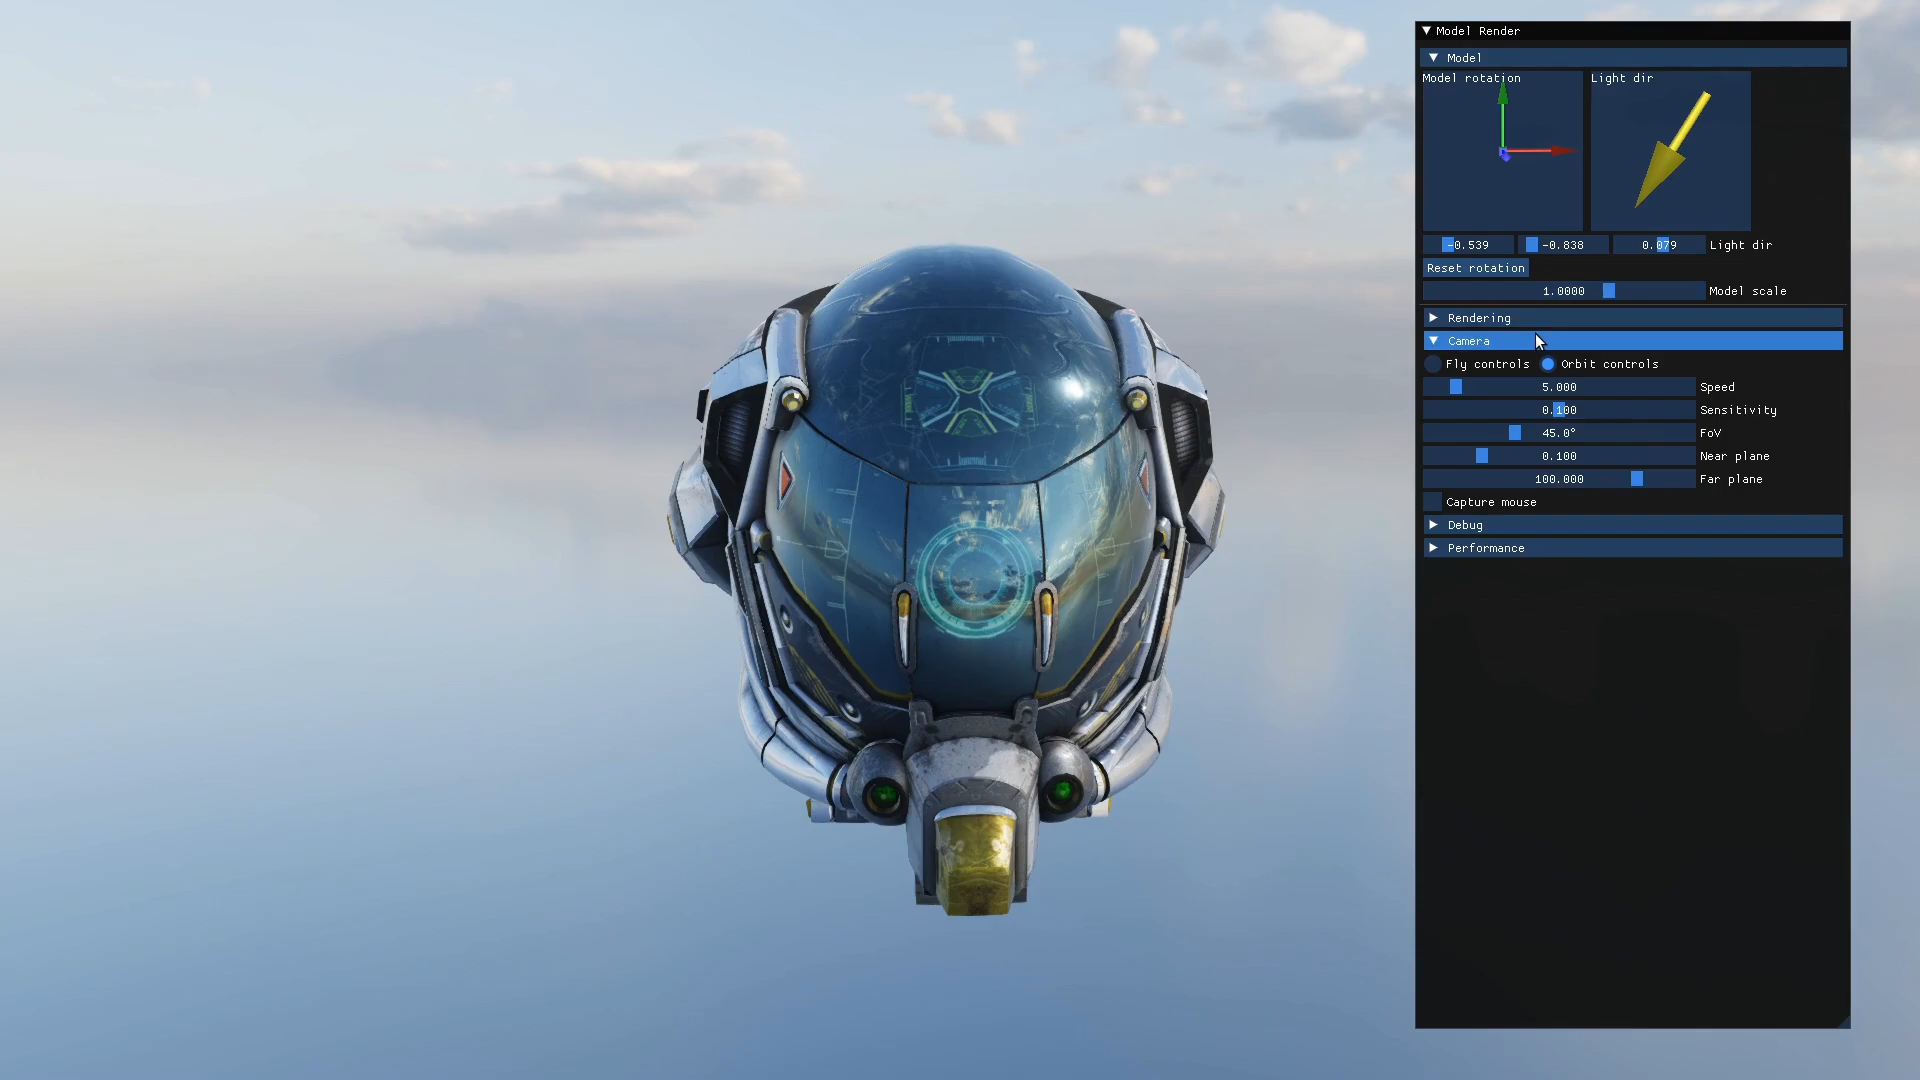 Model Render
Model
Model rotation Light dir
-0.539 -0.838 0.079 Light dir
Reset rotation
1.0000 Model scale
Rendering
Camera
Fly controls Orbit controls
5.000 Speed
0.100 Sensitivity
45.0° FoV
0.100 Near plane
100.000 Far plane
Capture mouse
Debug
Performance